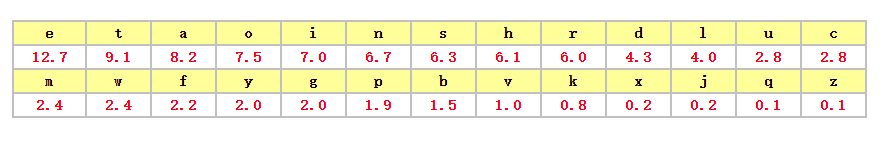 e t a o i n s h r d l u c
12.7 9.1 8.2 7.5 7.0 6.7 6.3 6.1 6.0 4.3 4.0 2.8 2.8
m w f y g p b v k x j q z
2.4 2.4 2.2 2.0 2.0 1.9 1.5 1.0 0.8 0.2 0.2 0.1 0.1